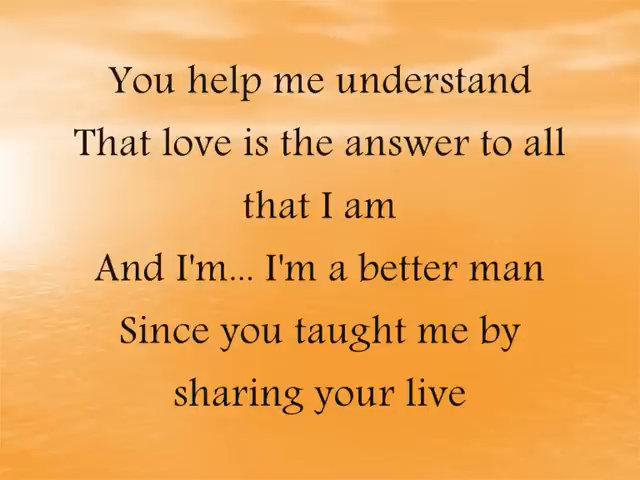 You help me understand
That love is the answer to all
that I am
And I'm... I'm a better man
Since you taught me by
sharing your live